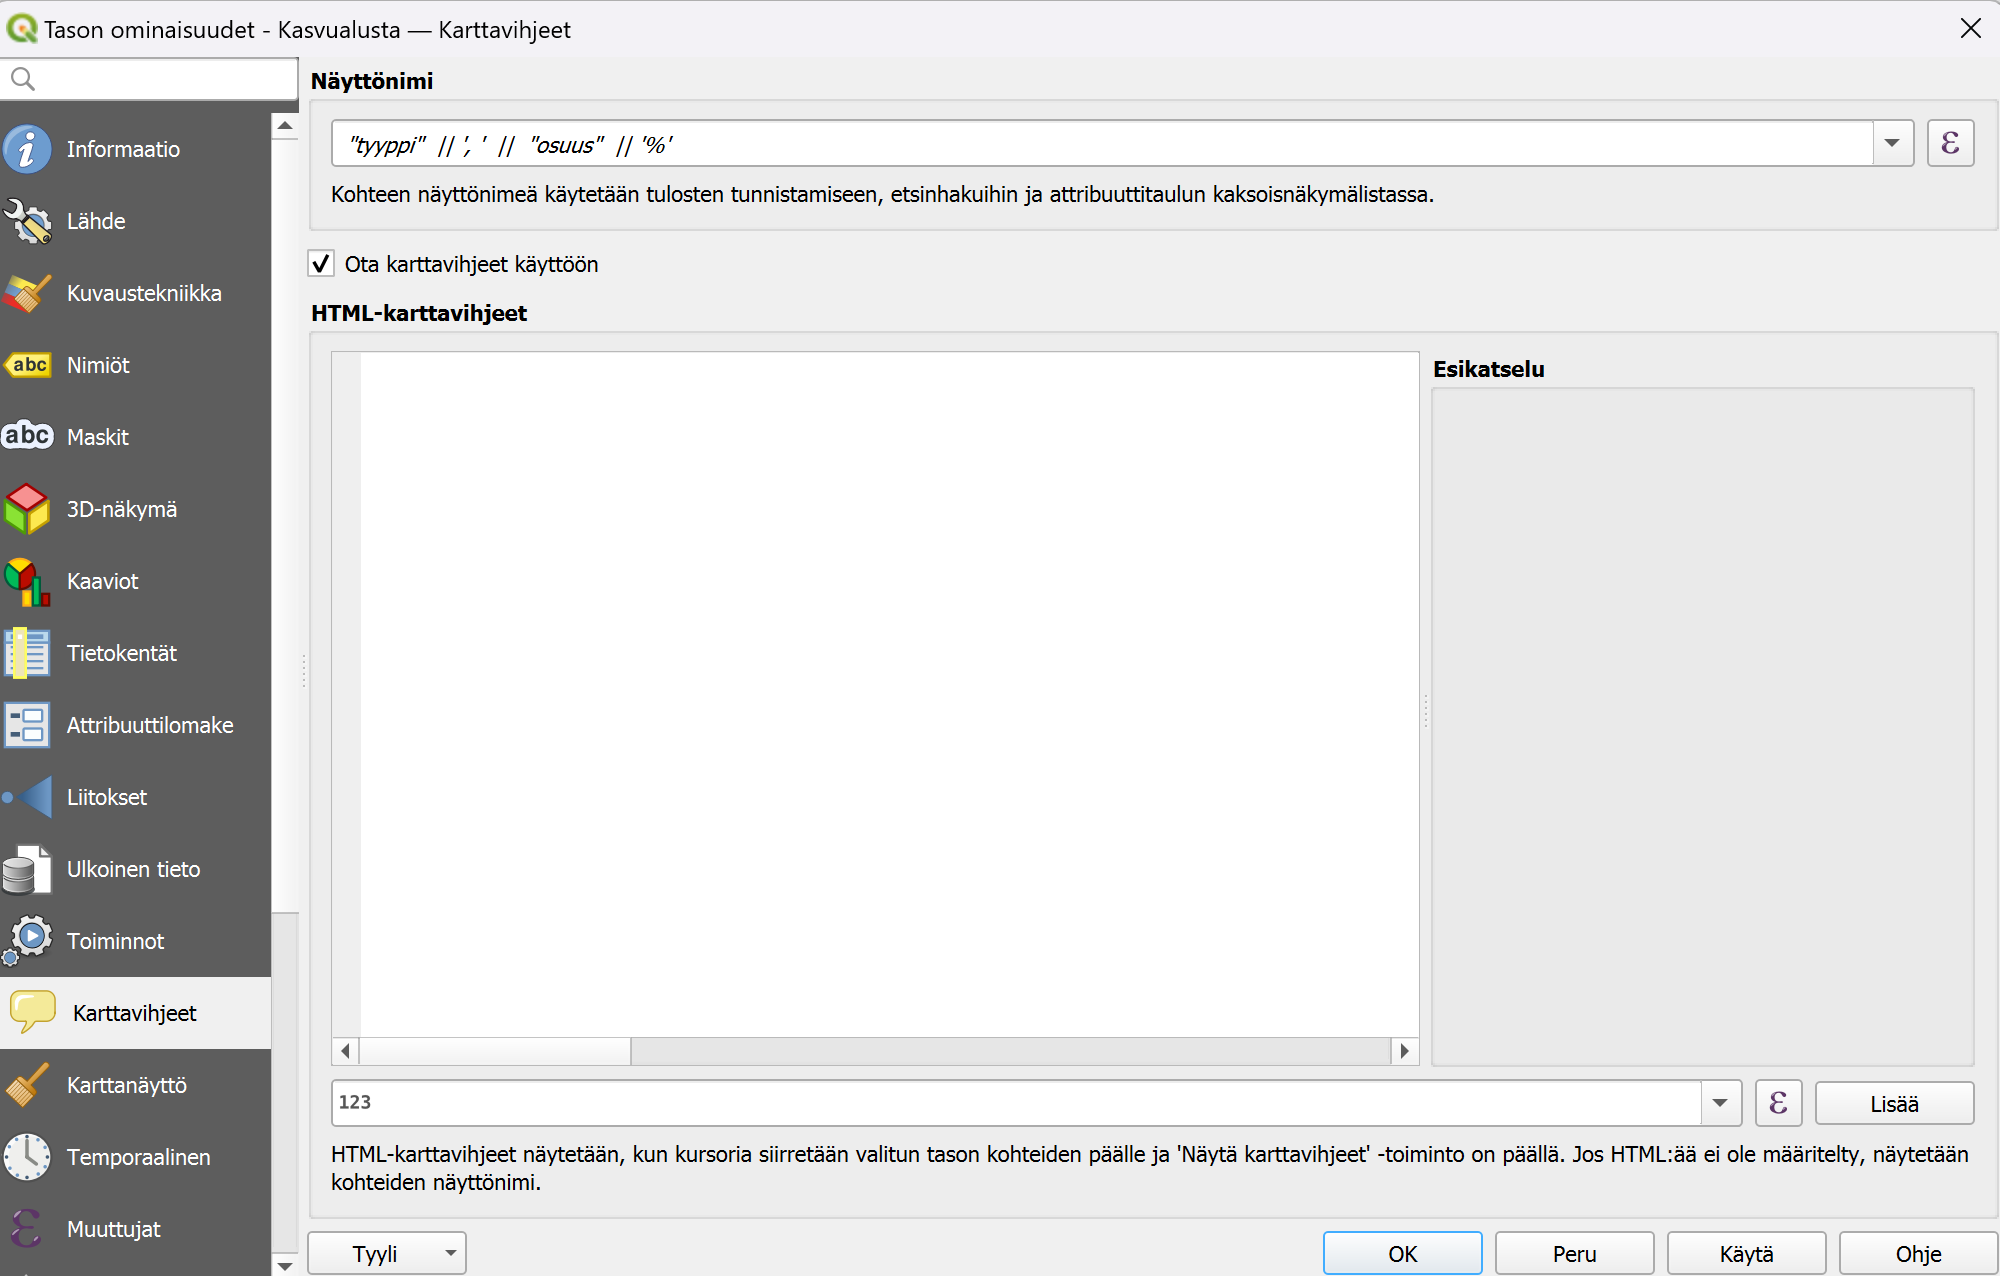 Tason ominaisuudet - Kasvualusta — Karttavihjeet
Informaatio
Lähde
Kuvaustekniikka
abc Nimiöt
abc Maskit
3D-näkymä
Kaaviot
Tietokentät
Attribuuttilomake
Liitokset
Ulkoinen tieto
Toiminnot
Karttavihjeet
Karttanäyttö
Temporaalinen
ε Muuttujat
Näyttönimi
"tyyppi" || ', ' || "osuus" || '%'
ε
Kohteen näyttönimeä käytetään tulosten tunnistamiseen, etsinhakuihin ja attribuuttitaulun kaksoisnäkymälistassa.
Ota karttavihjeet käyttöön
HTML-karttavihjeet
Esikatselu
123
ε
Lisää
HTML-karttavihjeet näytetään, kun kursoria siirretään valitun tason kohteiden päälle ja 'Näytä karttavihjeet' -toiminto on päällä. Jos HTML:ää ei ole määritelty, näytetään
kohteiden näyttönimi.
Tyyli
OK
Peru
Käytä
Ohje